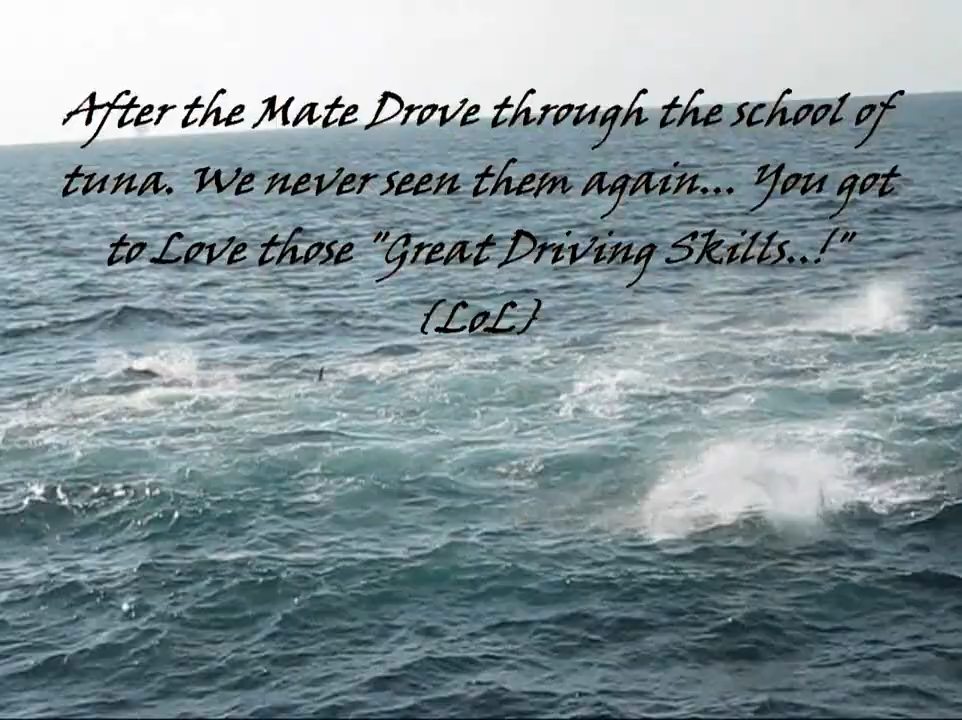 After the Mate Drove through the school of
tuna. We never seen them again... You got
to Love those "Great Driving Skills..!"
{LoL}